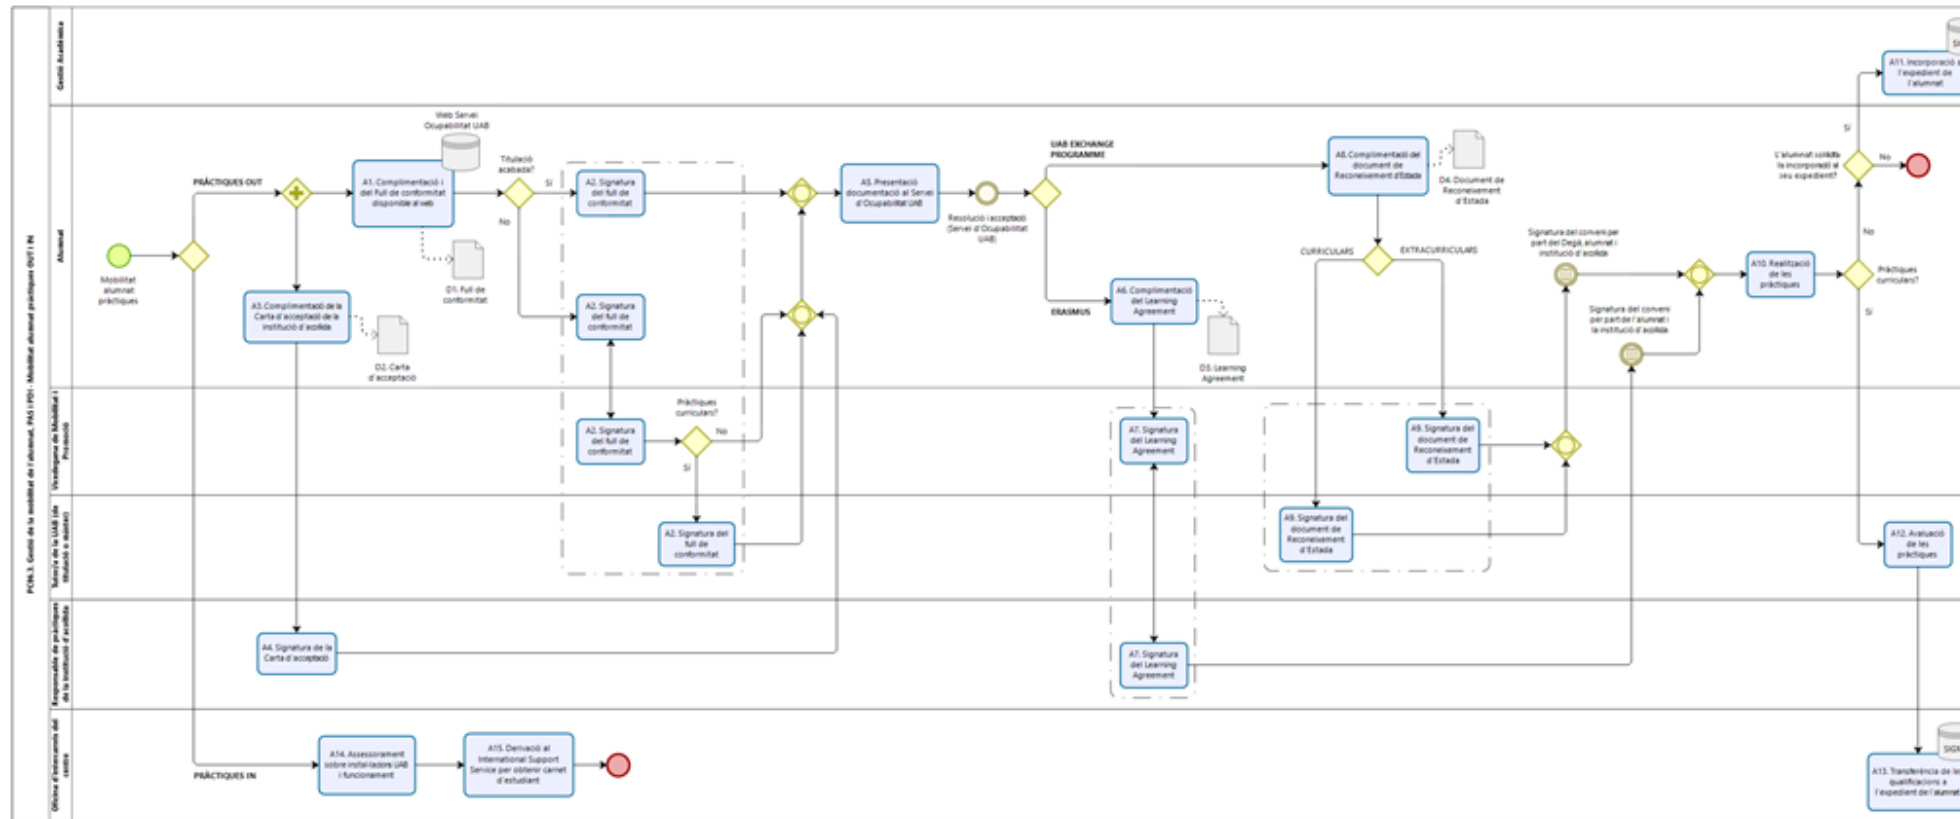 PC06.3. Gestió de la mobilitat de l'alumnat, PAS i PDI - Mobilitat alumnat pràctiques OUT i IN
Gestió Acadèmica
A11. Incorporació a
l'expedient de
l'alumnat
Alumnat
Mobilitat
alumnat
pràctiques
PRÀCTIQUES OUT
Web Servei
Ocupabilitat UAB
A1. Complimentació i
del Full de conformitat
disponible al web
D1. Full de
conformitat
A3. Complimentació de la
Carta d'acceptació de la
institució d'acollida
D2. Carta
d'acceptació
Titulació
acabada?
Sí
No
A2. Signatura
del full de
conformitat
A2. Signatura
del full de
conformitat
A5. Presentació
documentació al Servei
d'Ocupabilitat UAB
Resolució i acceptació
(Servei d'Ocupabilitat
UAB)
UAB EXCHANGE
PROGRAMME
ERASMUS
A6. Complimentació
del Learning
Agreement
D3. Learning
Agreement
A8. Complimentació del
document de
Reconeixement d'Estada
D4. Document de
Reconeixement
d'Estada
CURRICULARS
EXTRACURRICULARS
Signatura del conveni per
part del Degà, alumnat i
institució d'acollida
Signatura del conveni
per part de l'alumnat i
la institució d'acollida
A10. Realització
de les
pràctiques
Pràctiques
curriculars?
No
Sí
L'alumnat sol·licita
la incorporació al
seu expedient?
Sí
No
Vicedegana de Mobilitat i
Promoció
A2. Signatura
del full de
conformitat
Pràctiques
curriculars?
No
Sí
A7. Signatura
del Learning
Agreement
A9. Signatura del
document de
Reconeixement
d'Estada
Tutor/a de la UAB (de
titulació o màster)
A2. Signatura del
full de
conformitat
A9. Signatura del
document de
Reconeixement
d'Estada
A12. Avaluació
de les
pràctiques
Responsable de pràctiques
de la institució d'acollida
A4. Signatura de la
Carta d'acceptació
A7. Signatura
del Learning
Agreement
Oficina d'Intercanvis del
centre
PRÀCTIQUES IN
A14. Assessorament
sobre instal·lacions UAB
i funcionament
A15. Derivació al
International Support
Service per obtenir carnet
d'estudiant
A13. Transferència de les
qualificacions a
l'expedient de l'alumnat